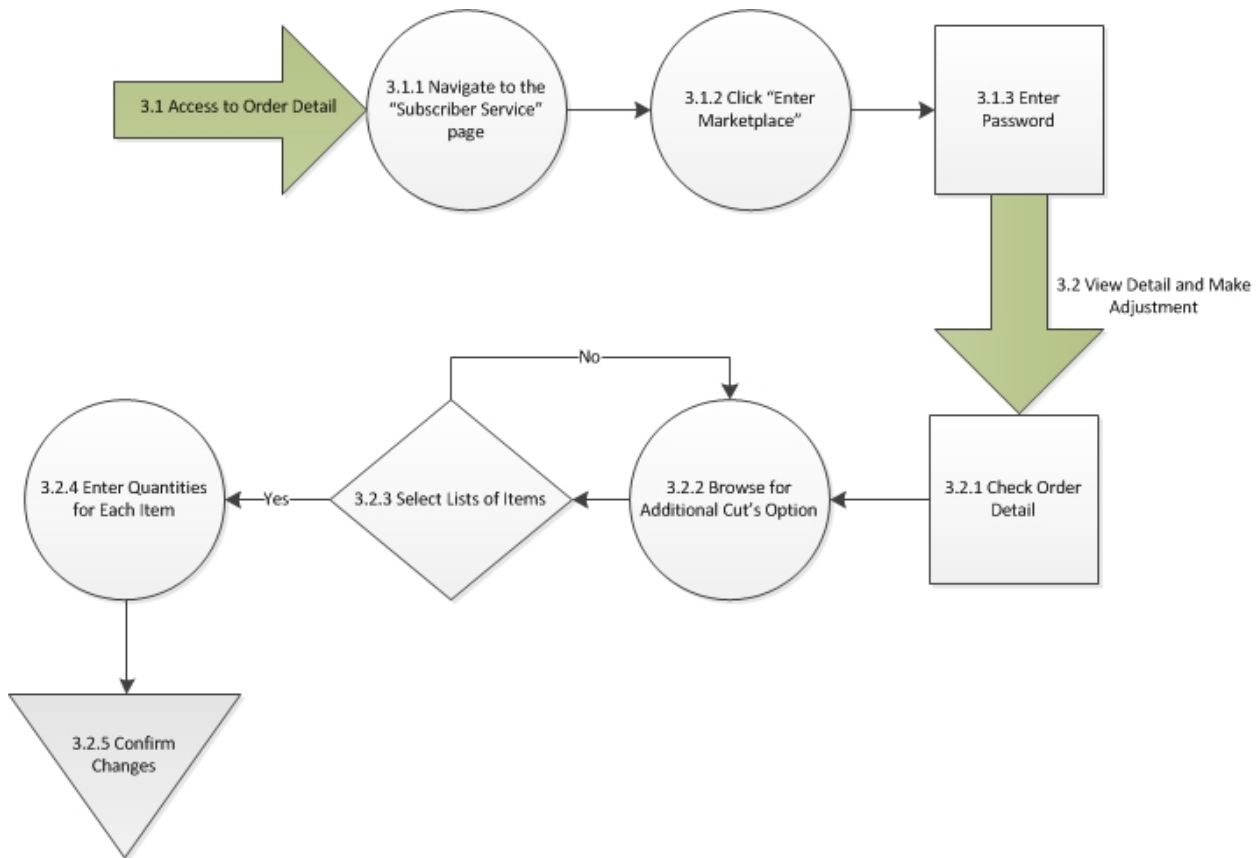 3.1 Access to Order Detail
3.1.1 Navigate to the
“Subscriber Service”
page
3.1.2 Click “Enter
Marketplace”
3.1.3 Enter
Password
3.2 View Detail and Make
Adjustment
No
3.2.4 Enter Quantities
for Each Item
Yes
3.2.3 Select Lists of Items
3.2.2 Browse for
Additional Cut’s Option
3.2.1 Check Order
Detail
3.2.5 Confirm
Changes